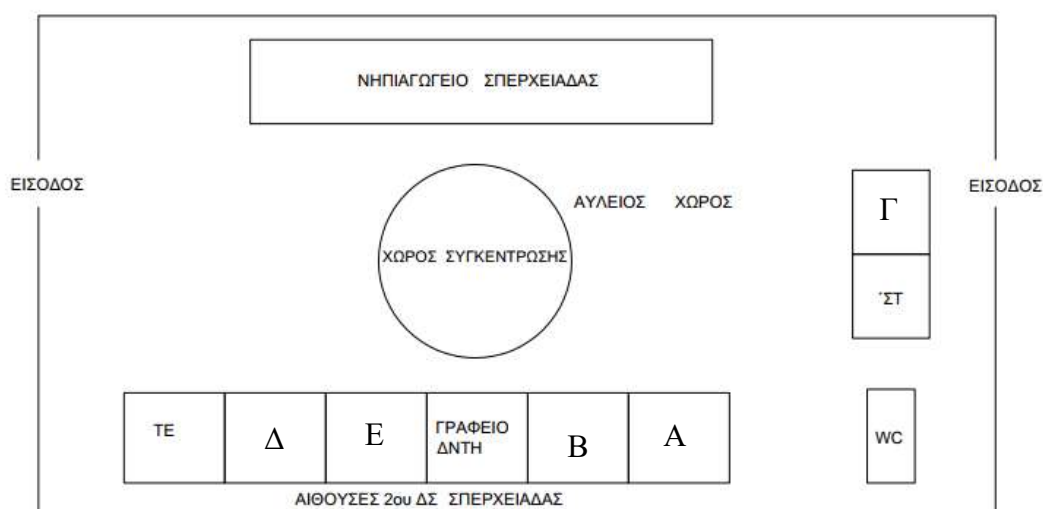 ΝΗΠΙΑΓΩΓΕΙΟ ΣΠΕΡΧΕΙΑΔΑΣ
ΕΙΣΟΔΟΣ
ΕΙΣΟΔΟΣ
ΑΥΛΕΙΟΣ ΧΩΡΟΣ
Γ
ΧΩΡΟΣ ΣΥΓΚΕΝΤΡΩΣΗΣ
΄ΣΤ
ΤΕ
Δ
Ε
ΓΡΑΦΕΙΟ
ΔΝΤΗ
Β
Α
WC
ΑΙΘΟΥΣΕΣ 2ου ΔΣ ΣΠΕΡΧΕΙΑΔΑΣ